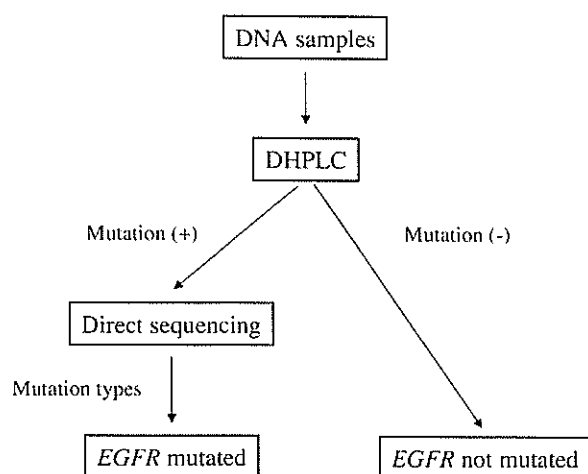 DNA samples
DHPLC
Mutation (+)
Mutation (-)
Direct sequencing
Mutation types
EGFR mutated
EGFR not mutated